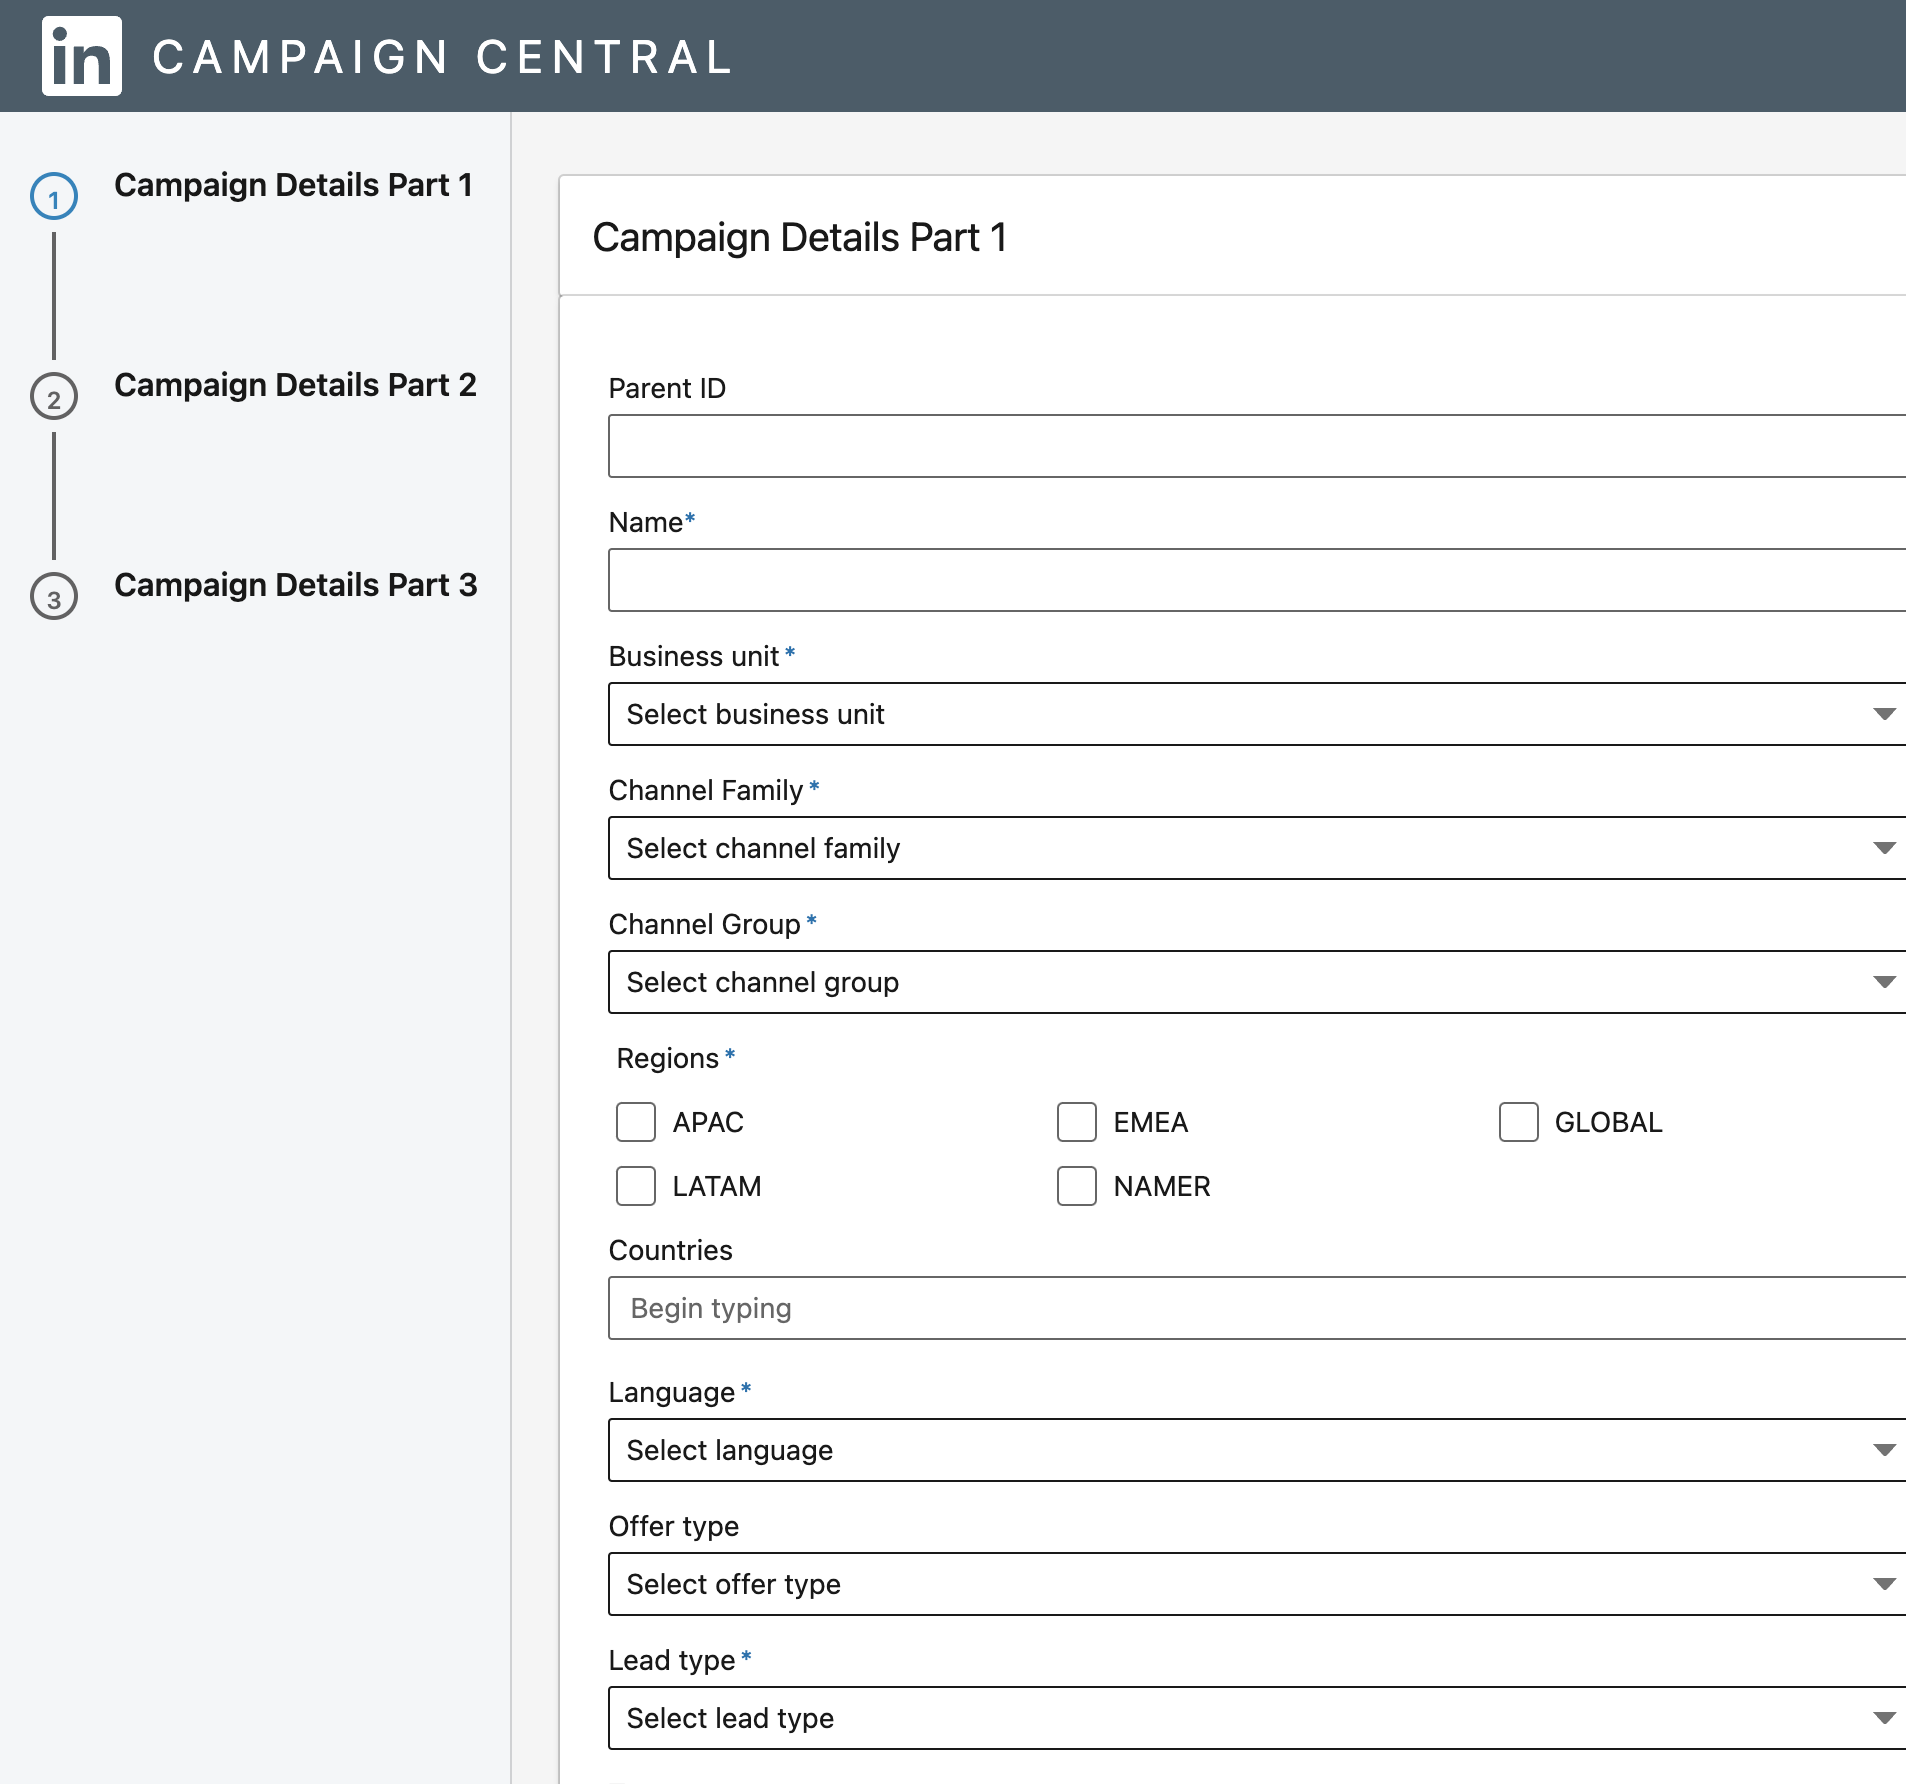 in CAMPAIGN CENTRAL
1 Campaign Details Part 1
2 Campaign Details Part 2
3 Campaign Details Part 3
Campaign Details Part 1
Parent ID
Name*
Business unit*
Select business unit
Channel Family*
Select channel family
Channel Group*
Select channel group
Regions*
APAC EMEA GLOBAL
LATAM NAMER
Countries
Begin typing
Language*
Select language
Offer type
Select offer type
Lead type*
Select lead type